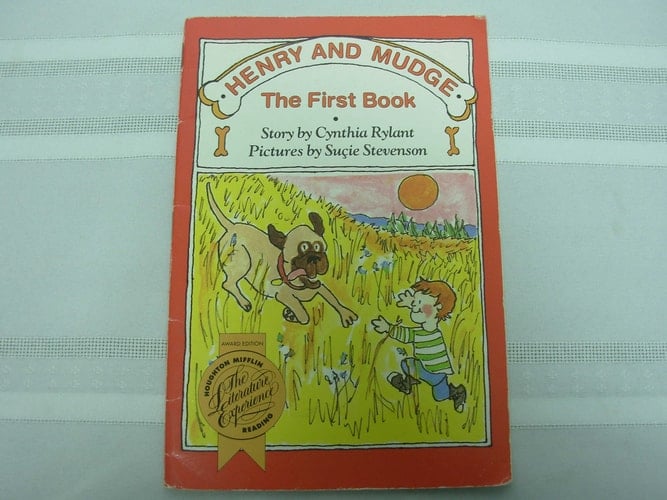 • HENRY AND MUDGE •
The First Book
•
Story by Cynthia Rylant
Pictures by Suçie Stevenson
AWARD EDITION
HOUGHTON MIFFLIN
The
Literature
Experience
READING